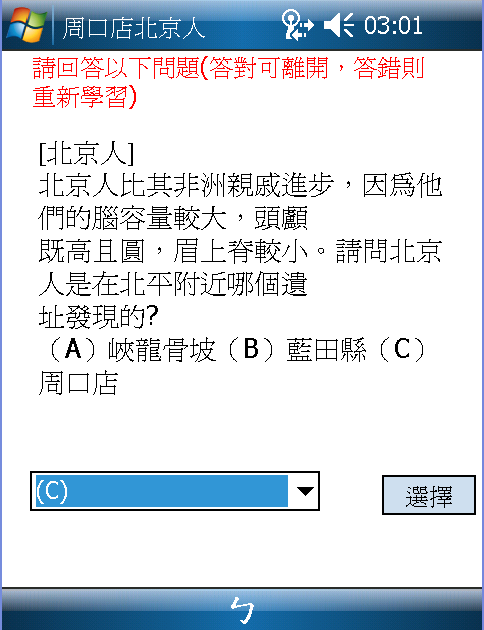 周口店北京人 03:01
請回答以下問題(答對可離開，答錯則
重新學習)
[北京人]
北京人比其非洲親戚進步，因為他
們的腦容量較大，頭顱
既高且圓，眉上脊較小。請問北京
人是在北平附近哪個遺
址發現的?
（A）峽龍骨坡（B）藍田縣（C）
周口店
(C)
選擇
ㄅ